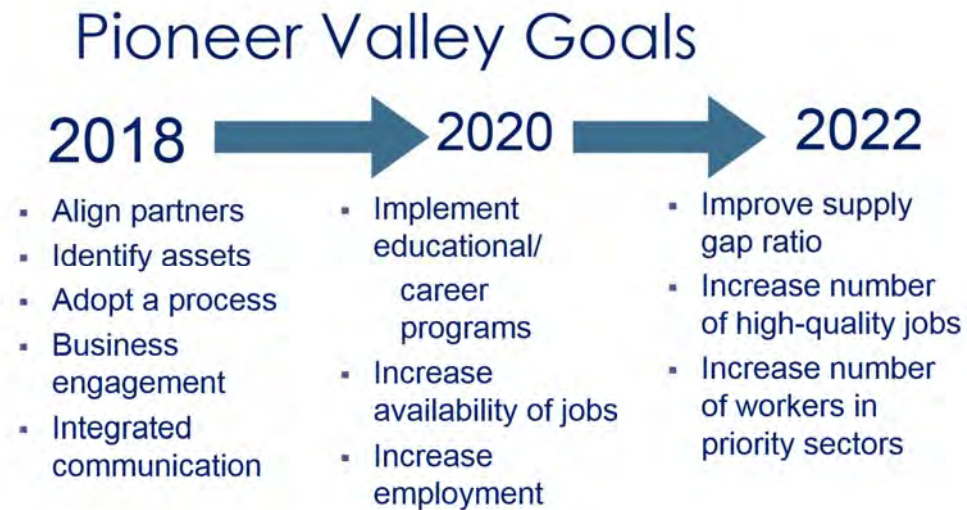 Pioneer Valley Goals
2018
▪ Align partners
▪ Identify assets
▪ Adopt a process
▪ Business
engagement
▪ Integrated
communication
2020
▪ Implement
educational/
career
programs
▪ Increase
availability of jobs
▪ Increase
employment
2022
▪ Improve supply
gap ratio
▪ Increase number
of high-quality jobs
▪ Increase number
of workers in
priority sectors